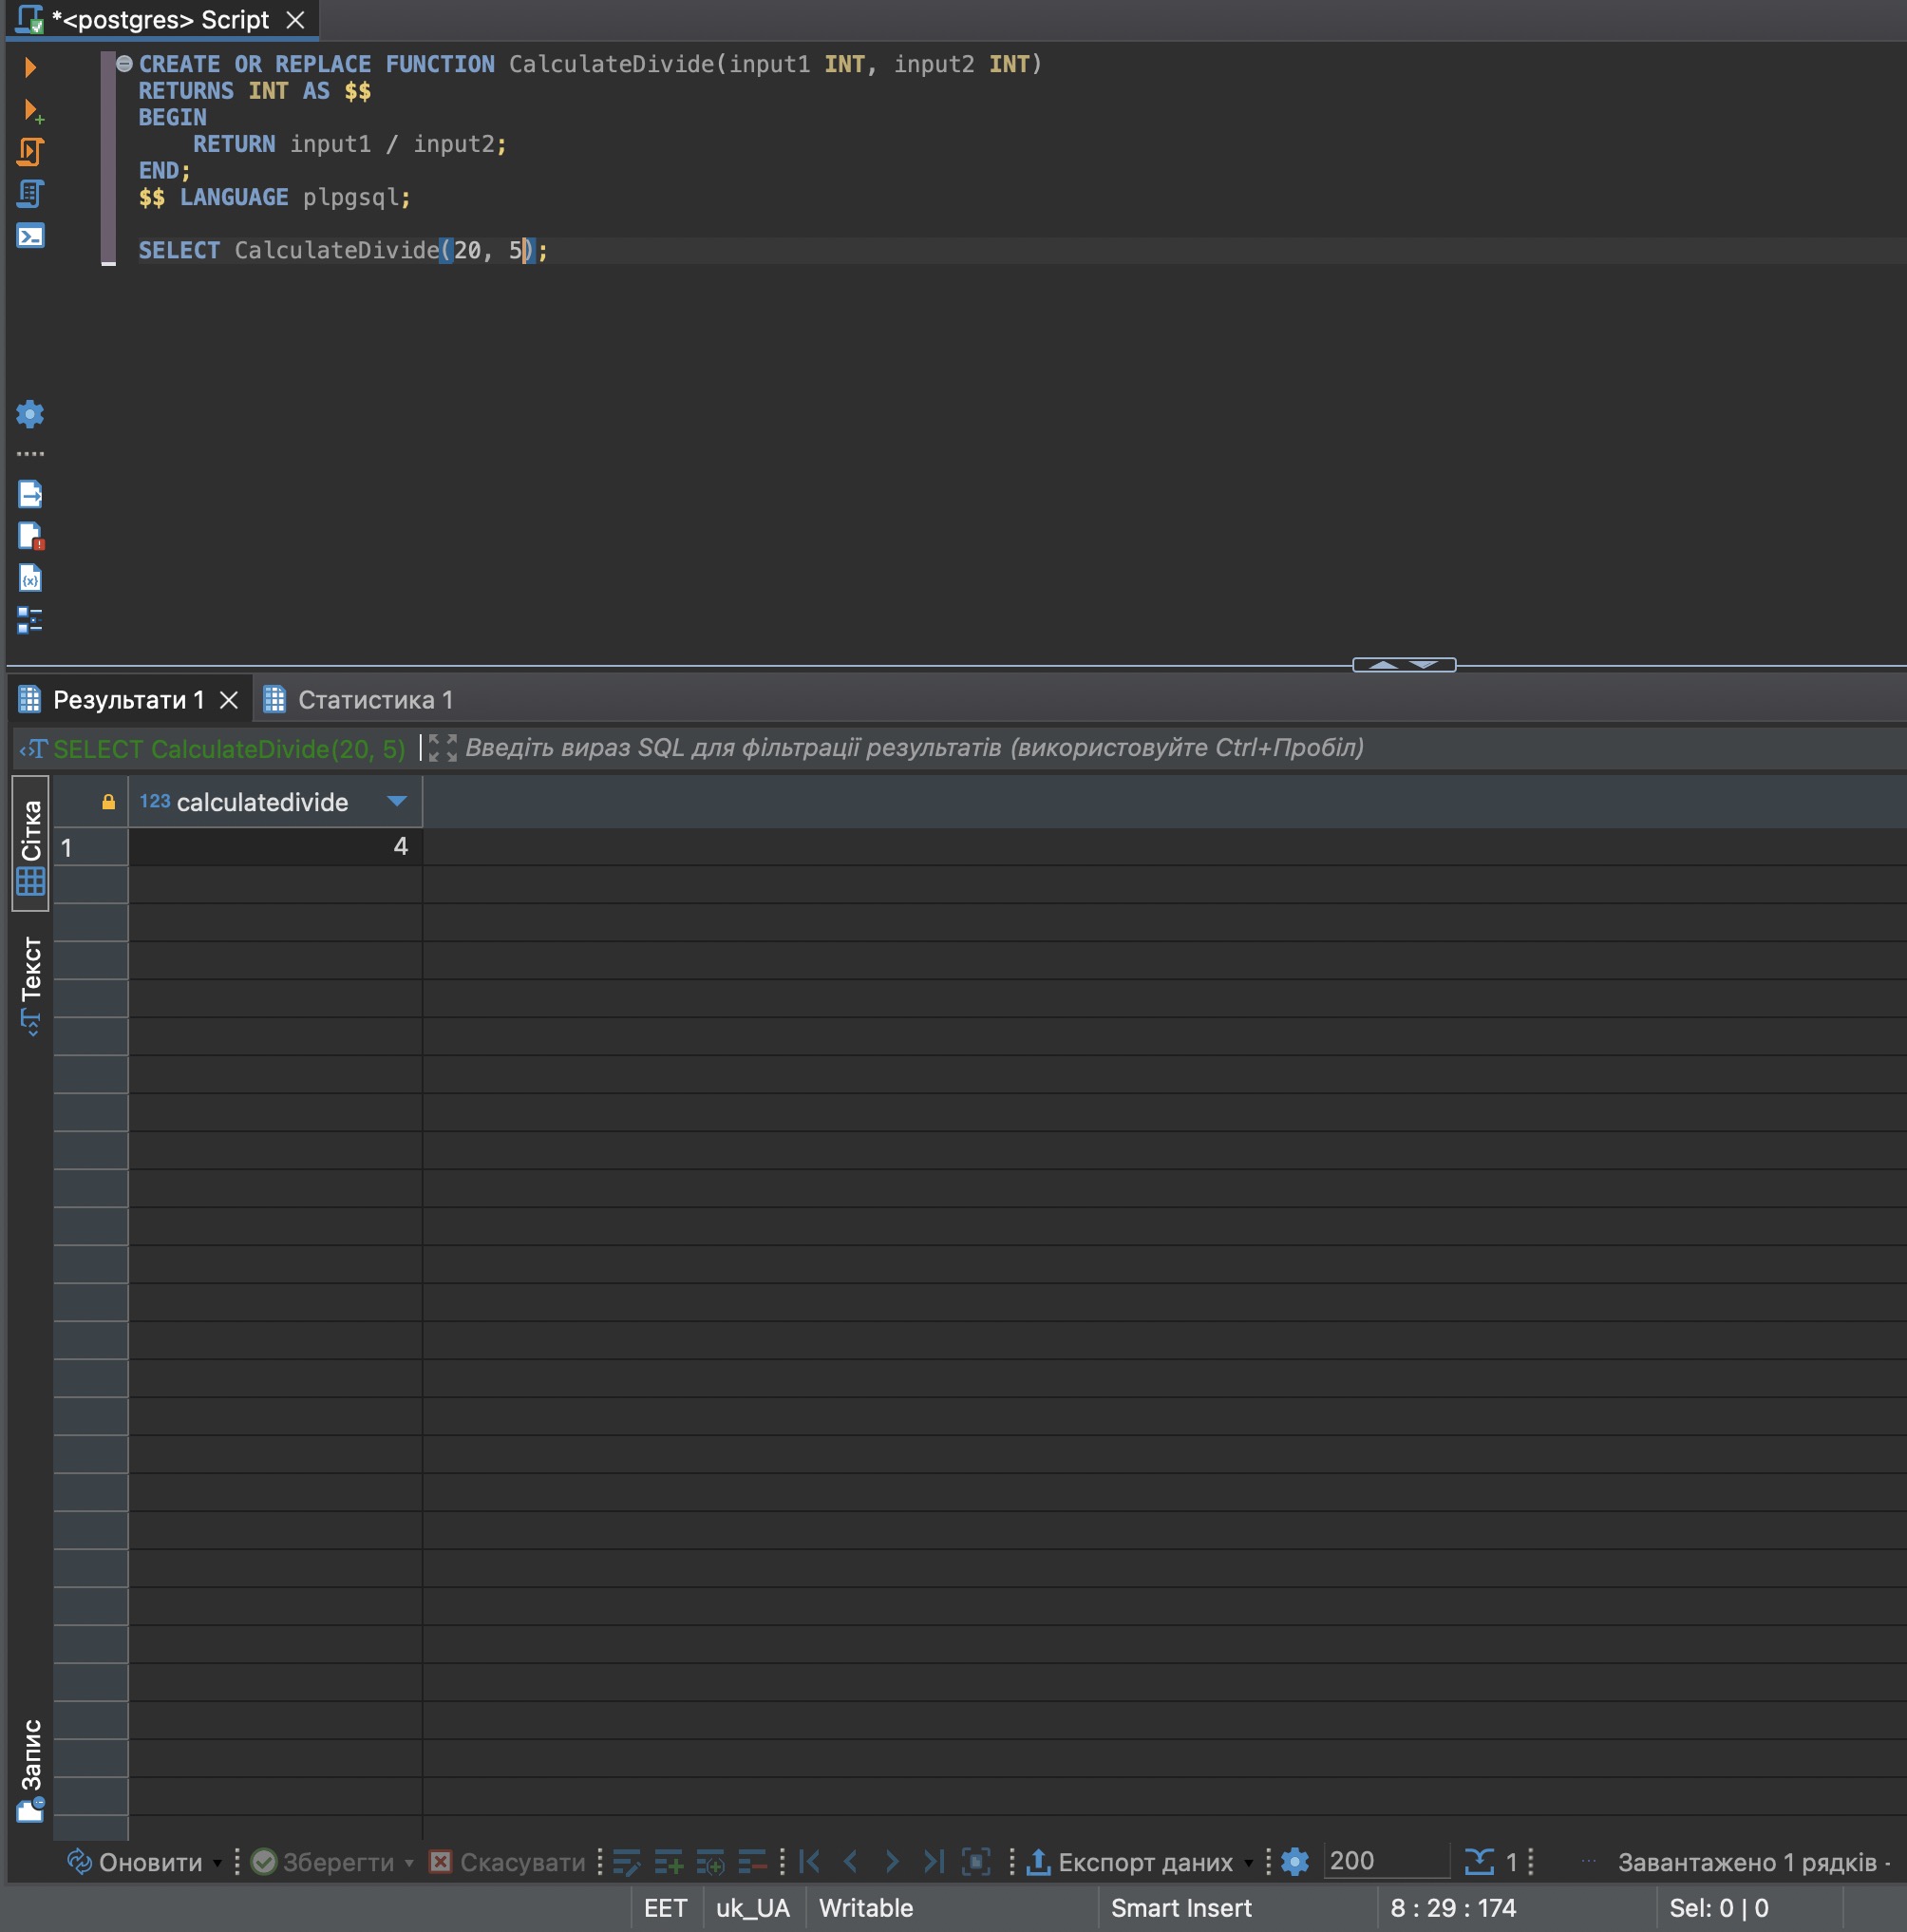 *<postgres> Script
CREATE OR REPLACE FUNCTION CalculateDivide(input1 INT, input2 INT)
RETURNS INT AS $$
BEGIN
    RETURN input1 / input2;
END;
$$ LANGUAGE plpgsql;
SELECT CalculateDivide(20, 5);
Результати 1
Статистика 1
SELECT CalculateDivide(20, 5)
Введіть вираз SQL для фільтрації результатів (використовуйте Ctrl+Пробіл)
Сітка
Текст
Запис
123 calculatedivide
1
4
Оновити
Зберегти
Скасувати
Експорт даних
200
1
Завантажено 1 рядків -
EET
uk_UA
Writable
Smart Insert
8 : 29 : 174
Sel: 0 | 0